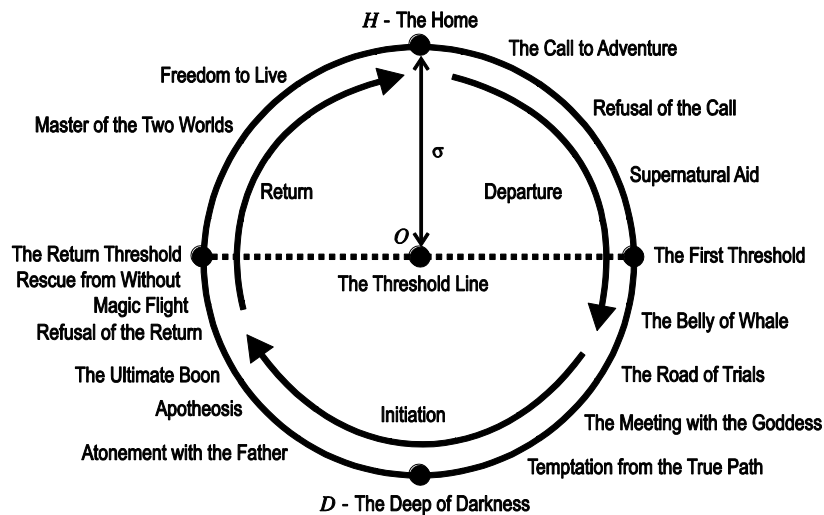 H - The Home
The Call to Adventure
Freedom to Live
Refusal of the Call
Master of the Two Worlds
σ
Supernatural Aid
Return
Departure
O
The Return Threshold
The First Threshold
Rescue from Without
The Threshold Line
Magic Flight
The Belly of Whale
Refusal of the Return
The Ultimate Boon
The Road of Trials
Apotheosis
Initiation
The Meeting with the Goddess
Atonement with the Father
Temptation from the True Path
D - The Deep of Darkness